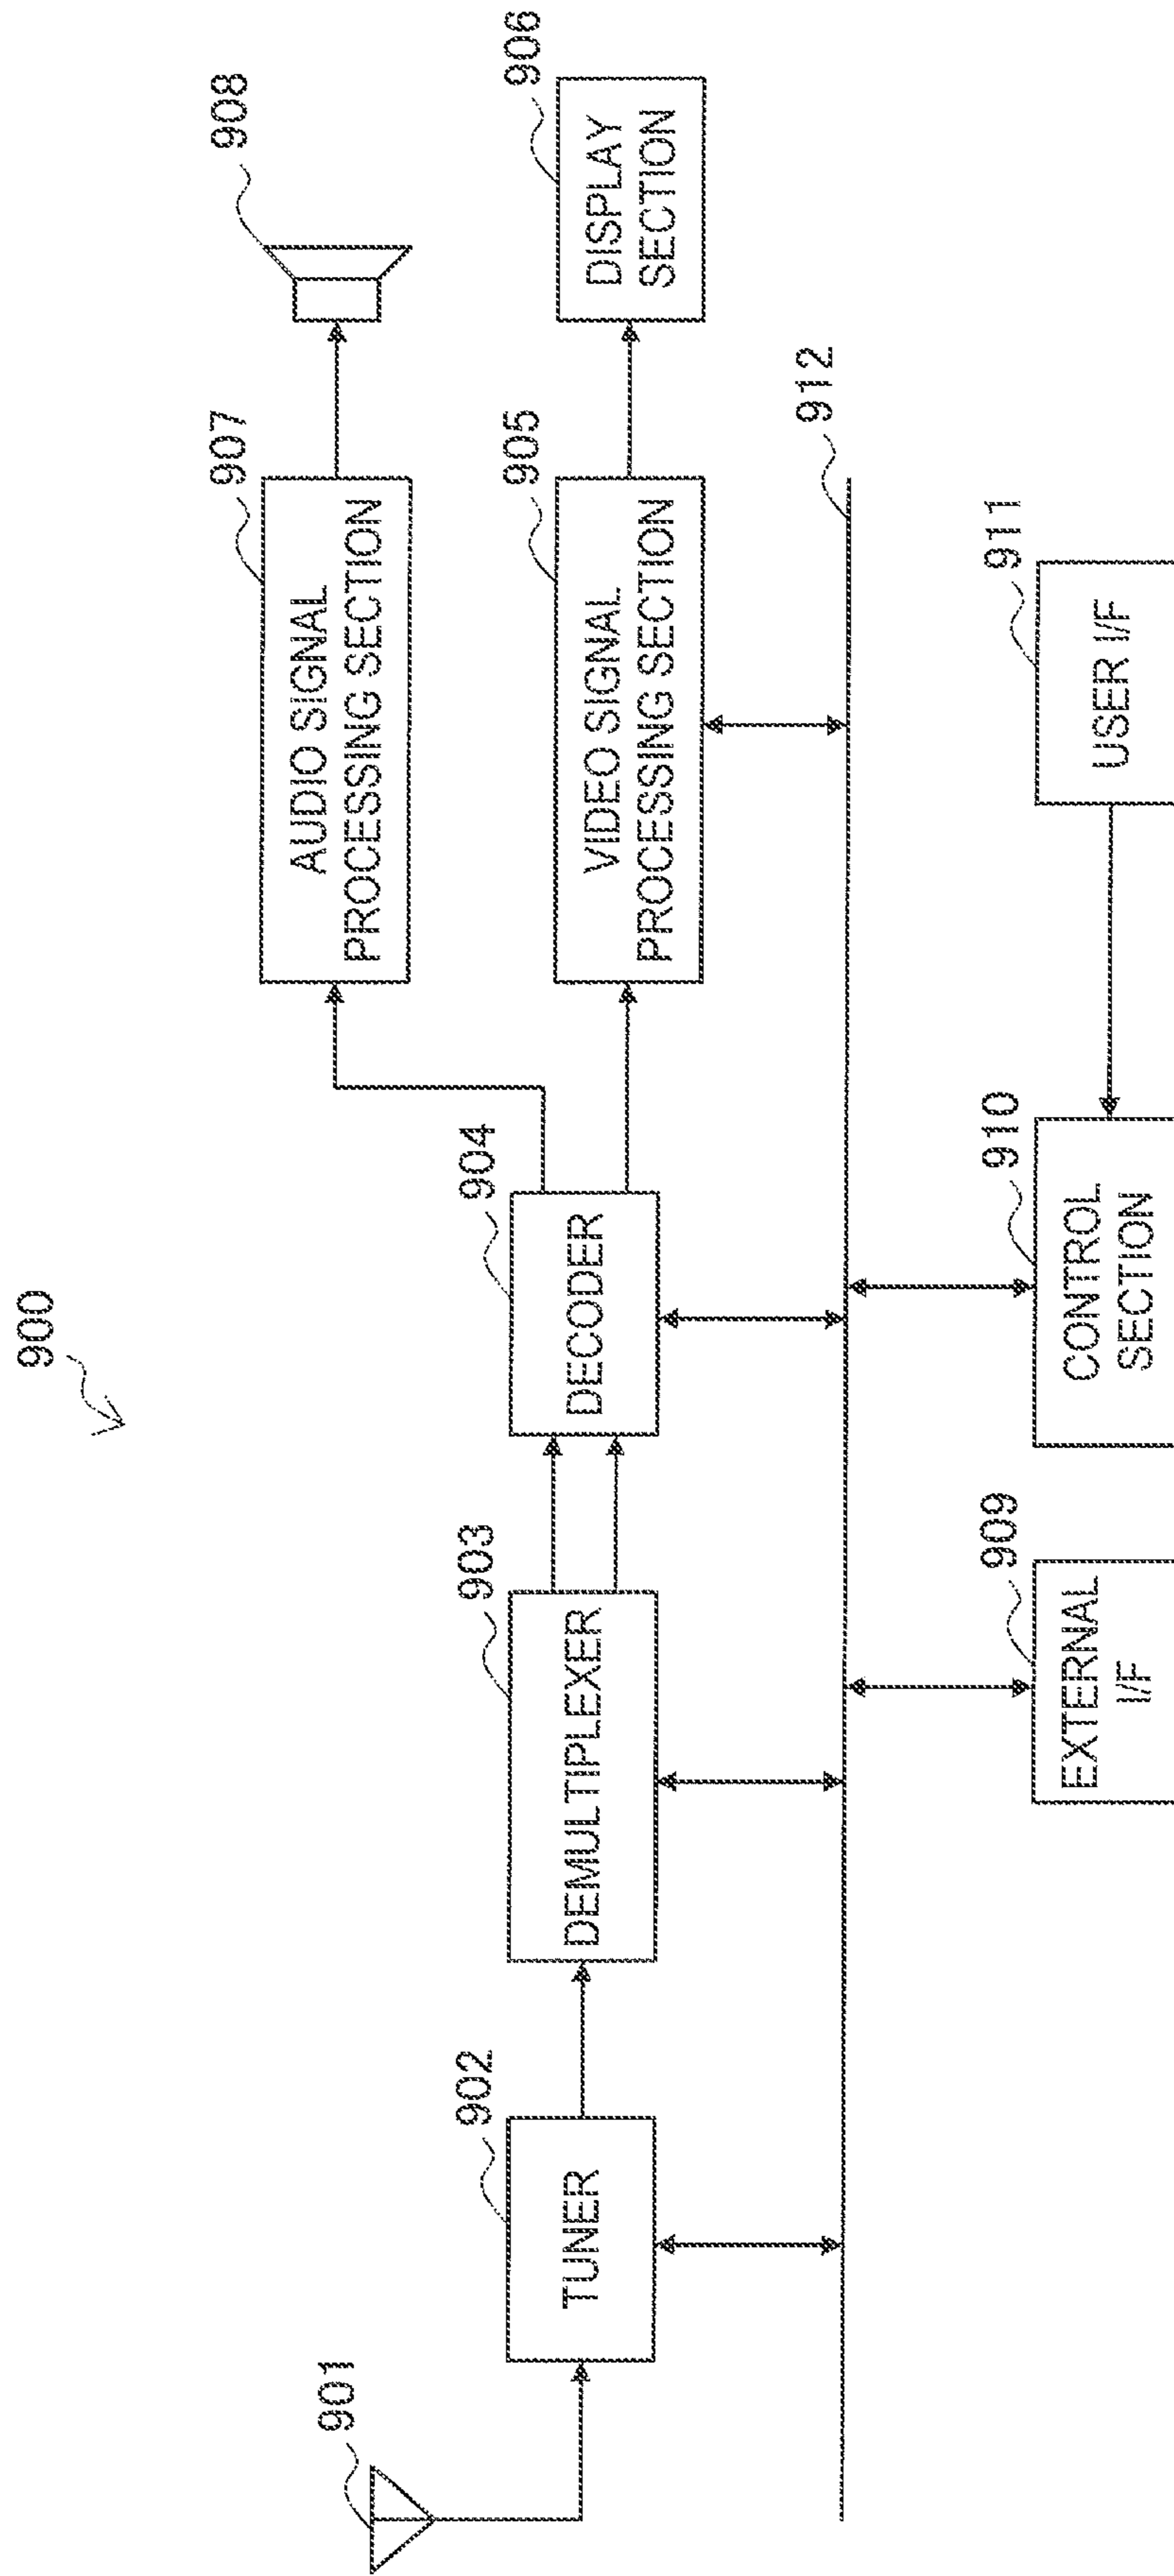 900
901
902
TUNER
903
DEMULTIPLEXER
904
DECODER
907
AUDIO SIGNAL
PROCESSING SECTION
908
905
VIDEO SIGNAL
PROCESSING SECTION
906
DISPLAY
SECTION
912
909
EXTERNAL
I/F
910
CONTROL
SECTION
911
USER I/F